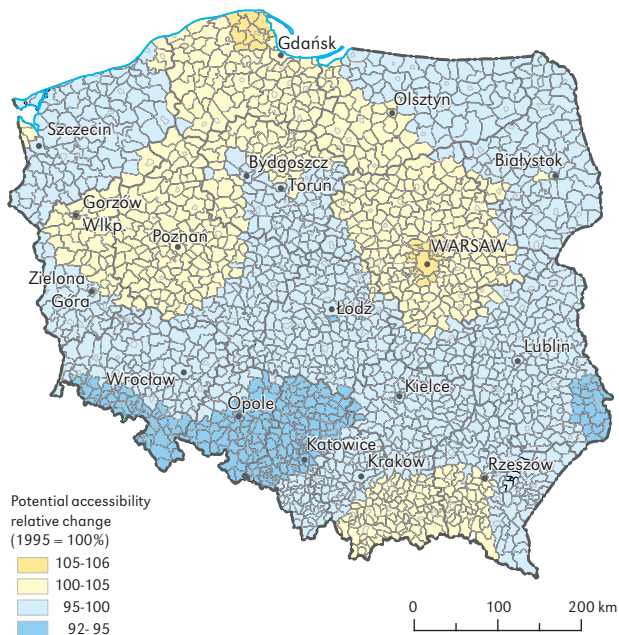 Gdańsk
Olsztyn
Szczecin
Białystok
Bydgoszcz
Toruń
Gorzów
Wlkp.
Poznań
WARSAW
Zielona
Góra
Łódź
Lublin
Wrocław
Kielce
Opole
Katowice
Kraków
Rzeszów
Potential accessibility
relative change
(1995 = 100%)
105-106
100-105
95-100
92- 95
0 100 200 km